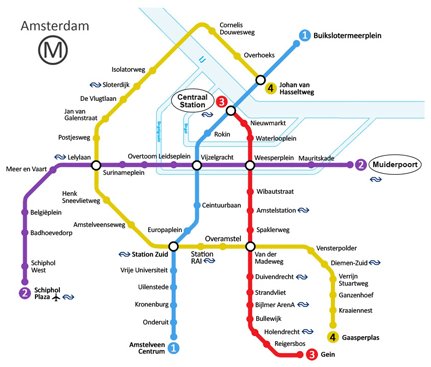 Amsterdam
M
Cornelis
Douwesweg
1
Buikslotermeerplein
Overhoeks
IJ
Isolatorweg
Sloterdijk
De Vlugtlaan
Jan van
Galenstraat
Postjesweg
4
Johan van
Hasseltweg
Centraal
Station
3
Nieuwmarkt
Rokin
Waterlooplein
Lelylaan
Meer en Vaart
Surinameplein
Overtoom
Leidseplein
Vijzelgracht
Weesperplein
Mauritskade
2
Muiderpoort
Henk
Sneevlietweg
Wibautstraat
Ceintuurbaan
Amstelstation
Belgiëplein
Badhoevedorp
Amstelveenseweg
Europaplein
Spaklerweg
Overamstel
Station Zuid
Station
RAI
Van der
Madeweg
Vensterpolder
Diemen-Zuid
Verrijn
Stuartweg
Ganzenhoef
Kraaiennest
4
Gaasperplas
Schiphol
West
2
Schiphol
Plaza
Vrije Universiteit
Uilenstede
Kronenburg
Onderuit
Amstelveen
Centrum
1
Duivendrecht
Strandvliet
Bijlmer ArenA
Bullewijk
Holendrecht
Reigersbos
3
Gein